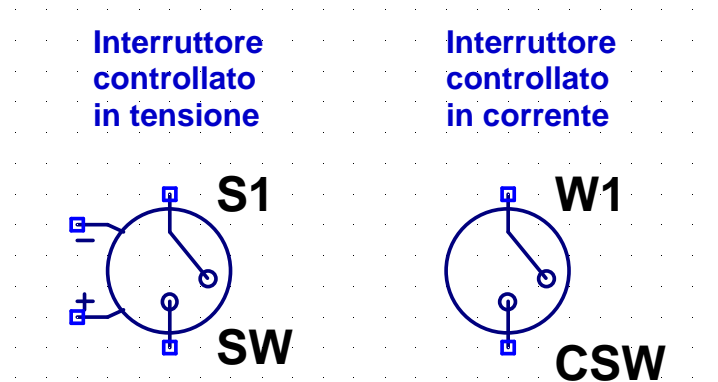 Interruttore
controllato
in tensione
Interruttore
controllato
in corrente
S1
−
+
SW
W1
CSW